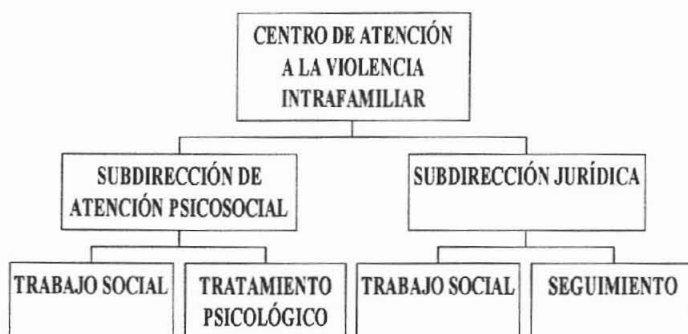 CENTRO DE ATENCIÓN
A LA VIOLENCIA
INTRAFAMILIAR
SUBDIRECCIÓN DE
ATENCIÓN PSICOSOCIAL
SUBDIRECCIÓN JURÍDICA
TRABAJO SOCIAL
TRATAMIENTO
PSICOLÓGICO
TRABAJO SOCIAL
SEGUIMIENTO